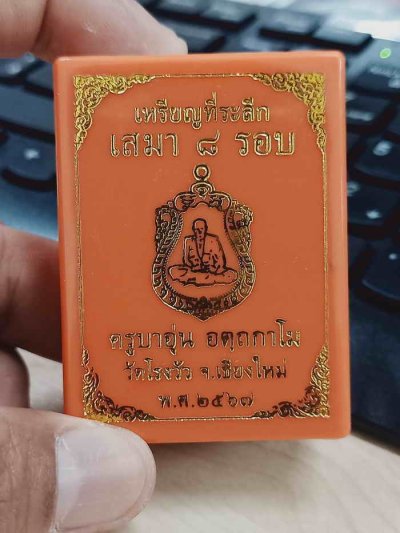 เหรียญที่ระลึก
เสมา ๘ รอบ
ครูบาอุ่น อตฺถกาโม
วัดโรงวัว จ.เชียงใหม่
พ.ศ.๒๕๖๗